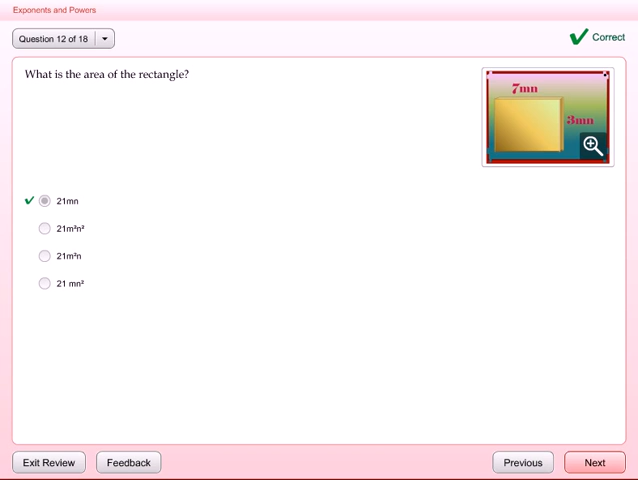 Exponents and Powers
Question 12 of 18
Correct
What is the area of the rectangle?
7mn
3mn
21mn
21m²n²
21m²n
21 mn²
Exit Review
Feedback
Previous
Next